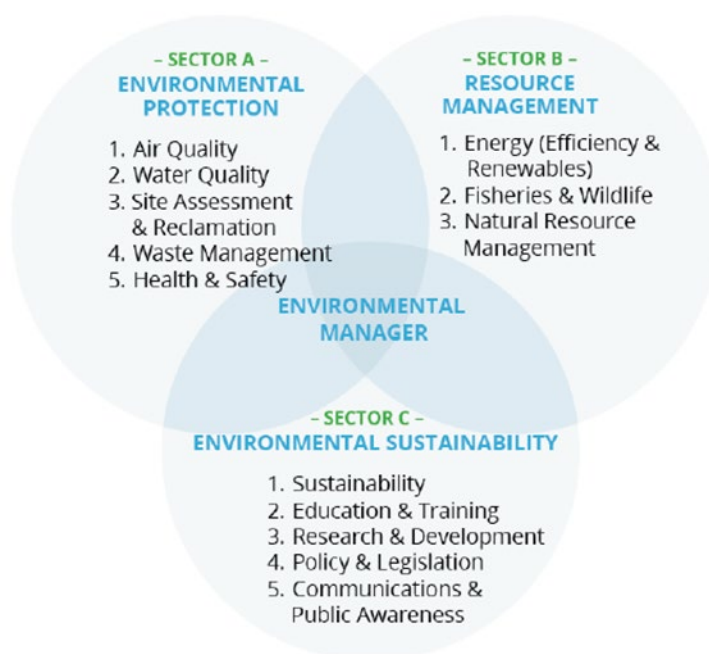 – SECTOR A –
ENVIRONMENTAL
PROTECTION
1. Air Quality
2. Water Quality
3. Site Assessment
& Reclamation
4. Waste Management
5. Health & Safety
– SECTOR B –
RESOURCE
MANAGEMENT
1. Energy (Efficiency &
Renewables)
2. Fisheries & Wildlife
3. Natural Resource
Management
ENVIRONMENTAL
MANAGER
– SECTOR C –
ENVIRONMENTAL SUSTAINABILITY
1. Sustainability
2. Education & Training
3. Research & Development
4. Policy & Legislation
5. Communications &
Public Awareness